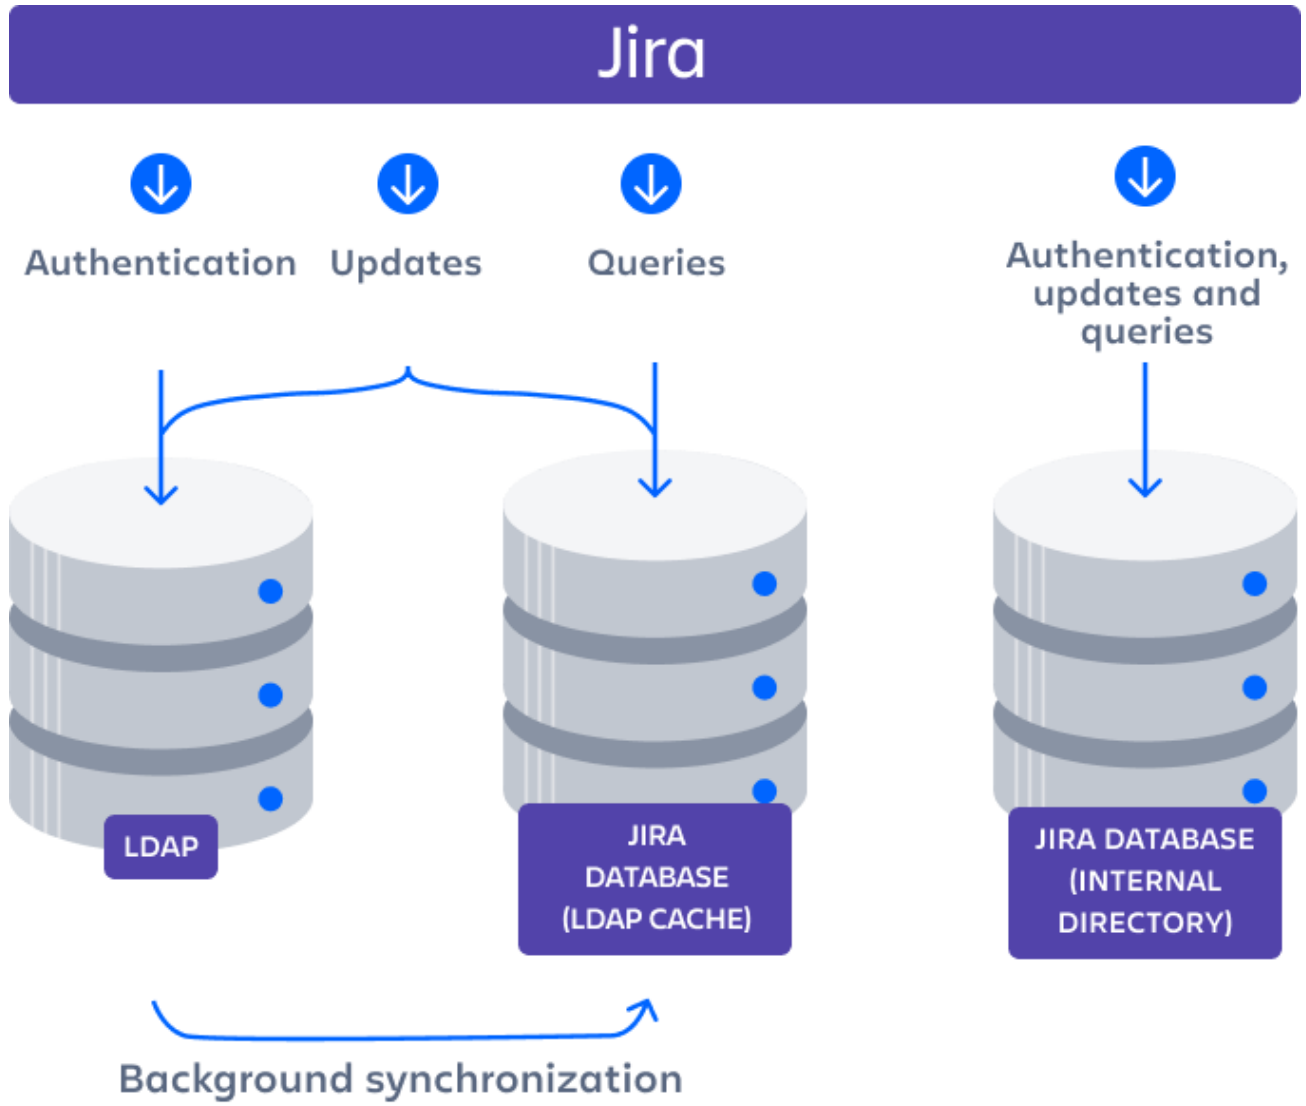 Jira
Authentication
Updates
Queries
Authentication,
updates and
queries
LDAP
JIRA
DATABASE
(LDAP CACHE)
JIRA DATABASE
(INTERNAL
DIRECTORY)
Background synchronization